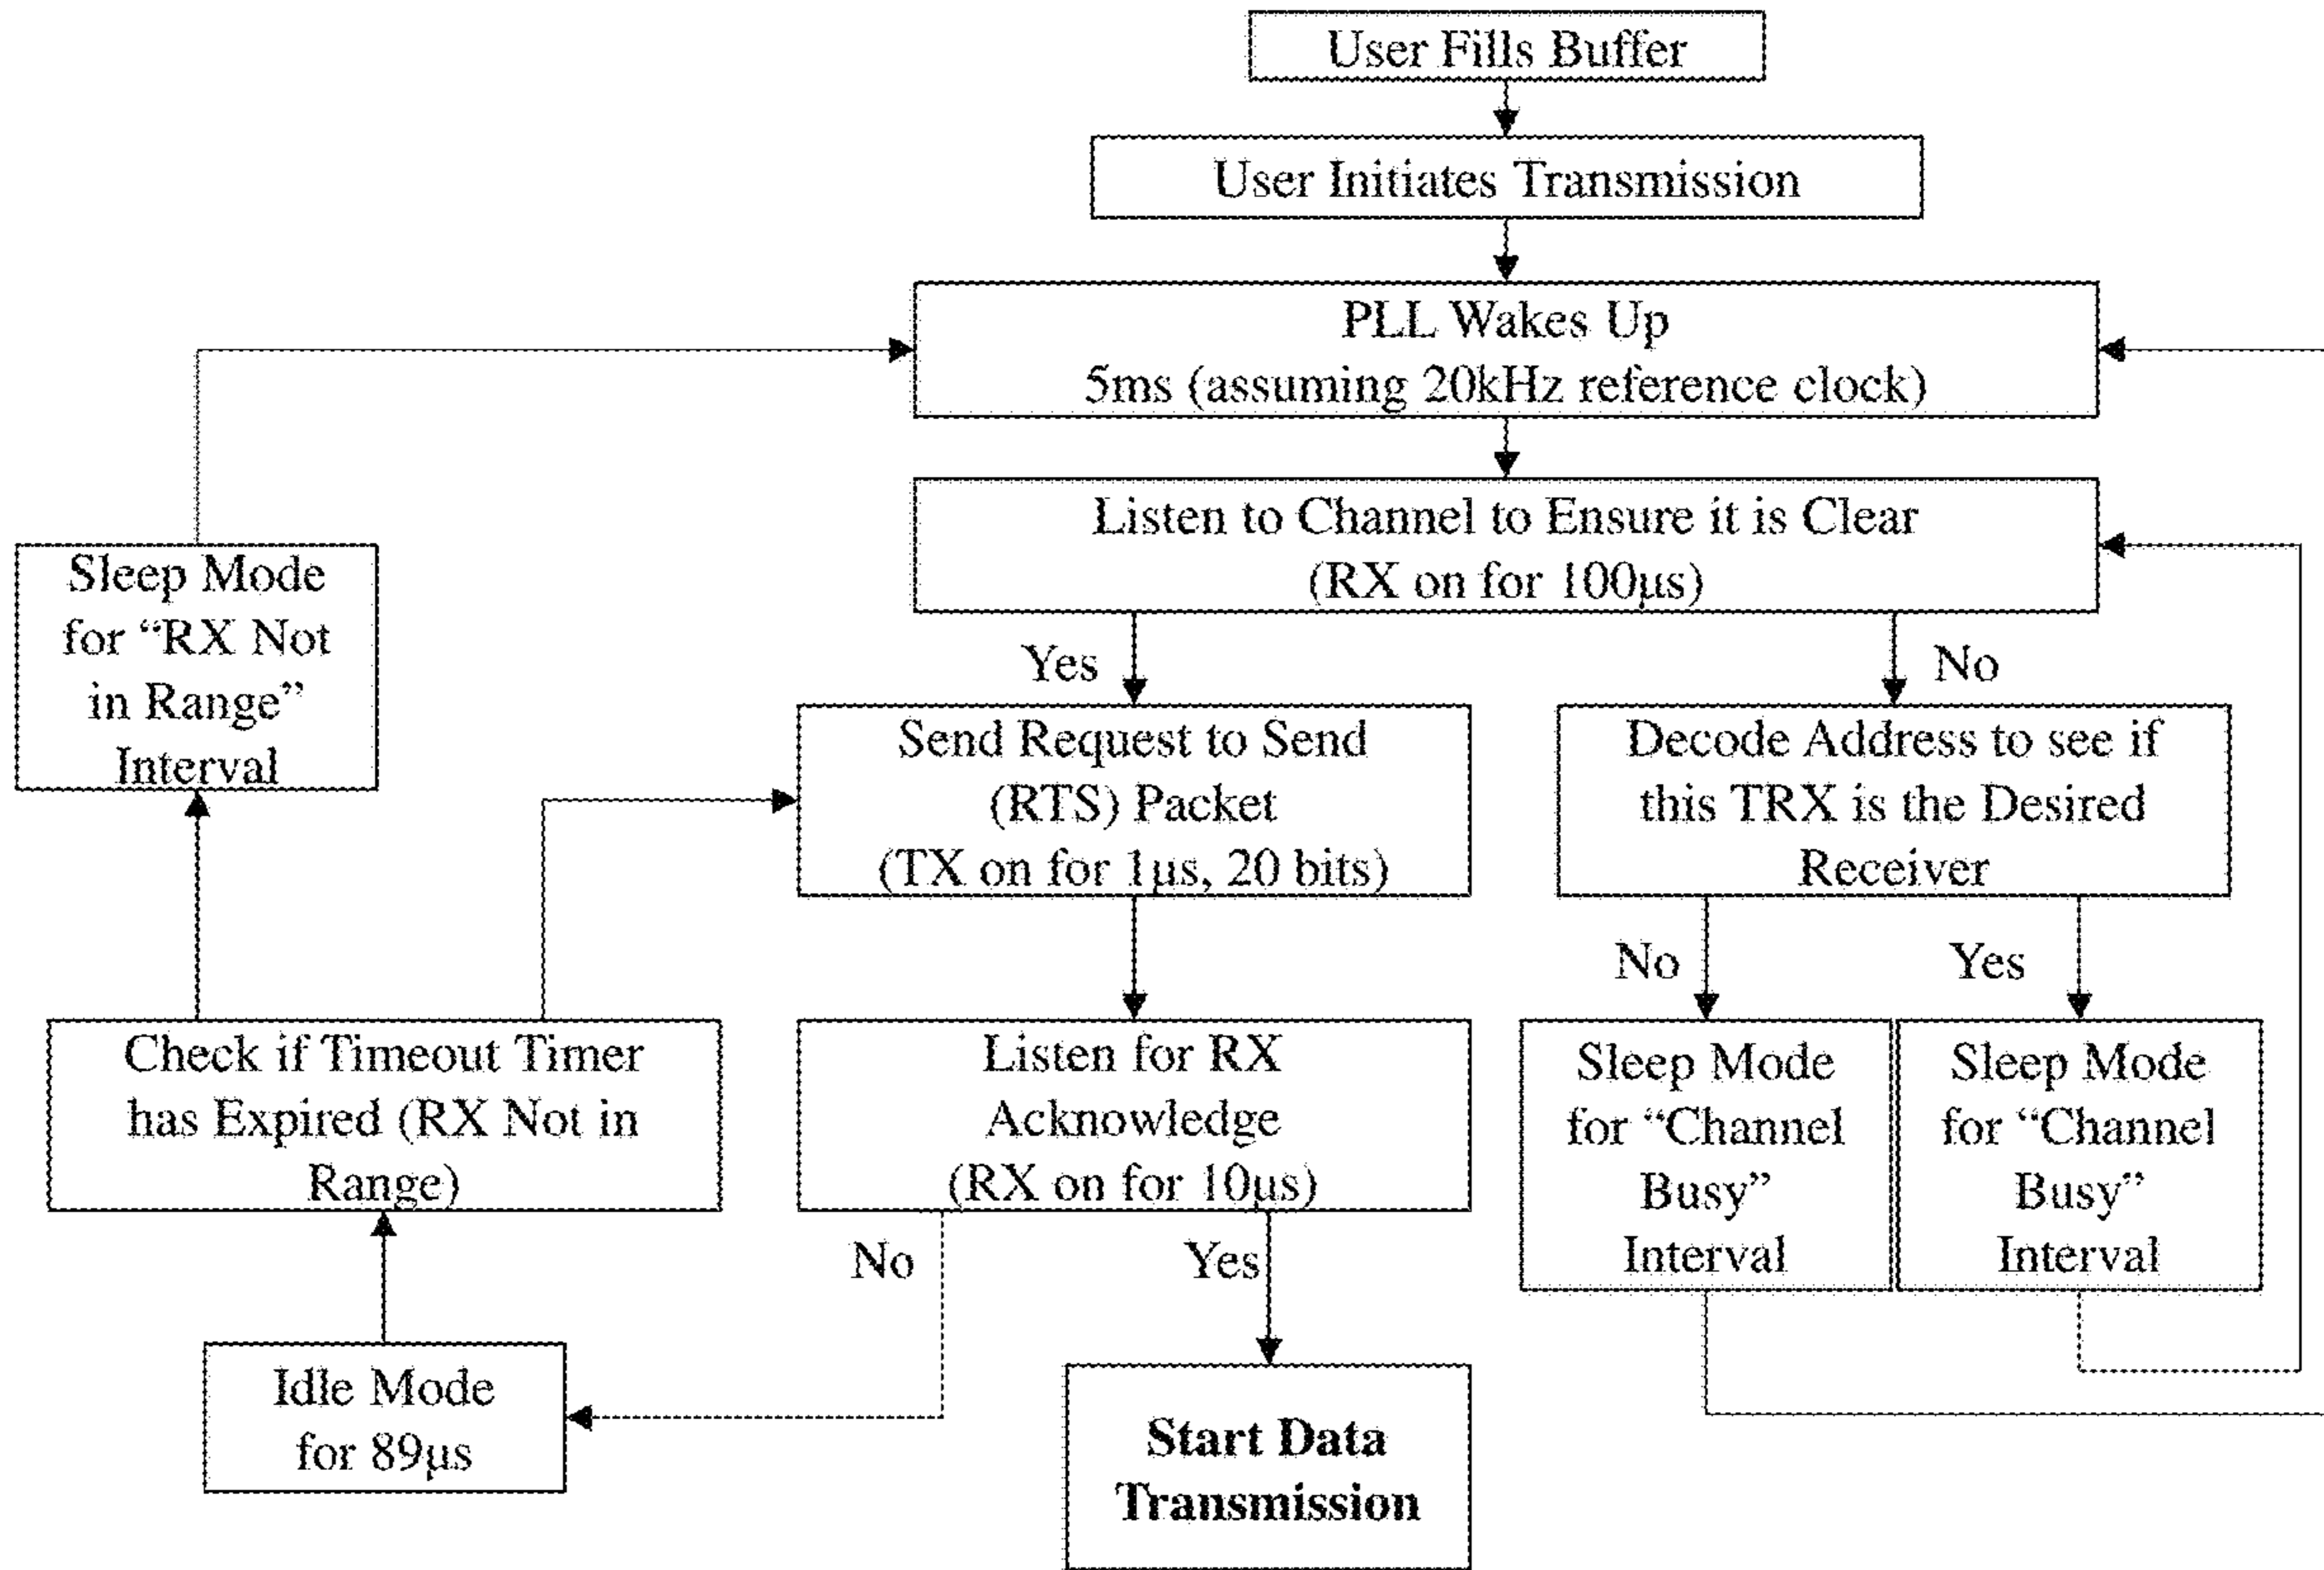 User Fills Buffer
User Initiates Transmission
PLL Wakes Up
5ms (assuming 20kHz reference clock)
Listen to Channel to Ensure it is Clear
(RX on for 100μs)
Sleep Mode
for “RX Not
in Range”
Interval
Yes
No
Send Request to Send
(RTS) Packet
(TX on for 1μs, 20 bits)
Decode Address to see if
this TRX is the Desired
Receiver
No
Yes
Check if Timeout Timer
has Expired (RX Not in
Range)
Listen for RX
Acknowledge
(RX on for 10μs)
Sleep Mode
for “Channel
Busy”
Interval
Sleep Mode
for “Channel
Busy”
Interval
No
Yes
Idle Mode
for 89μs
Start Data
Transmission